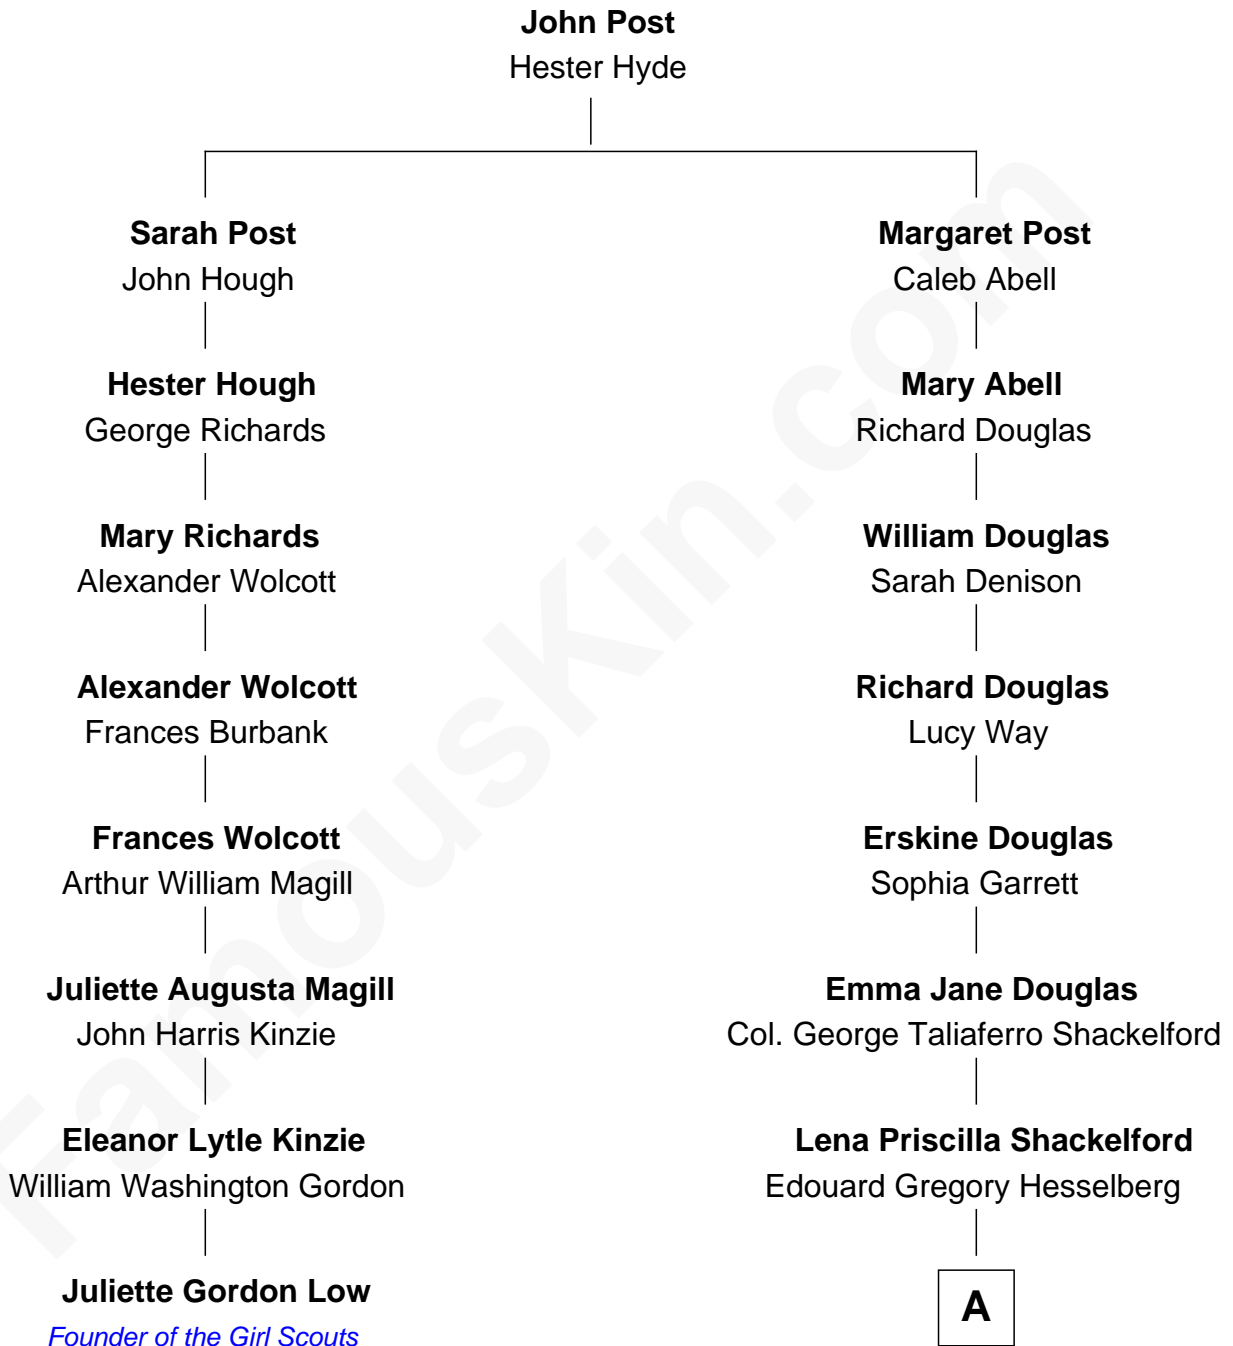 John Post
Hester Hyde
Sarah Post
John Hough
Hester Hough
George Richards
Mary Richards
Alexander Wolcott
Alexander Wolcott
Frances Burbank
Frances Wolcott
Arthur William Magill
Juliette Augusta Magill
John Harris Kinzie
Eleanor Lytle Kinzie
William Washington Gordon
Juliette Gordon Low
Founder of the Girl Scouts
Margaret Post
Caleb Abell
Mary Abell
Richard Douglas
William Douglas
Sarah Denison
Richard Douglas
Lucy Way
Erskine Douglas
Sophia Garrett
Emma Jane Douglas
Col. George Taliaferro Shackelford
Lena Priscilla Shackelford
Edouard Gregory Hesselberg
A
FamousKin.com